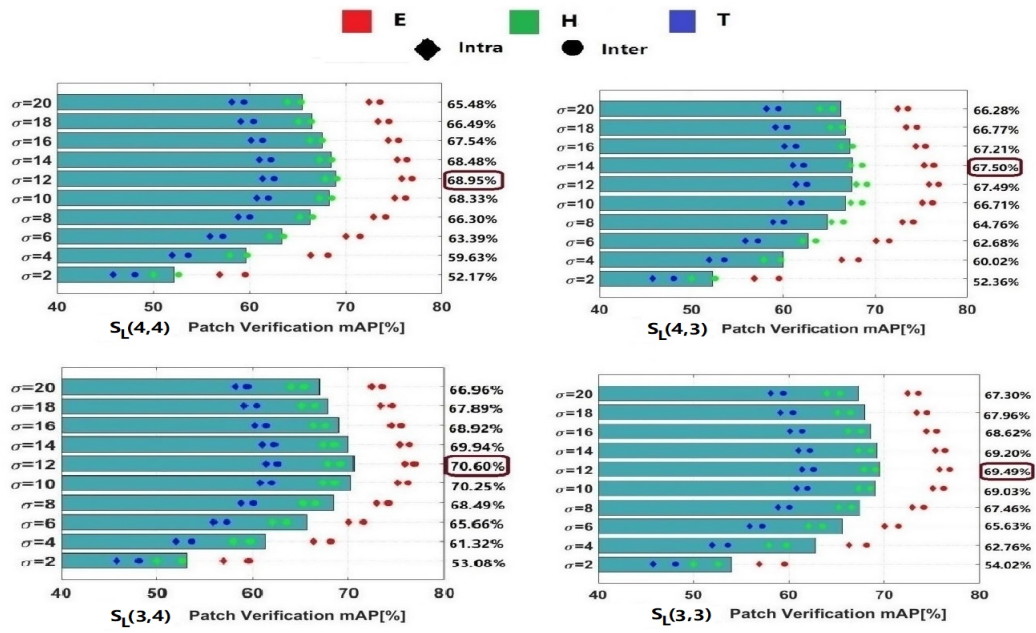 E H T
Intra Inter
σ=20 65.48%
σ=18 66.49%
σ=16 67.54%
σ=14 68.48%
σ=12 68.95%
σ=10 68.33%
σ=8 66.30%
σ=6 63.39%
σ=4 59.63%
σ=2 52.17%
40 50 60 70 80
SL(4,4) Patch Verification mAP[%]
σ=20 66.28%
σ=18 66.77%
σ=16 67.21%
σ=14 67.50%
σ=12 67.49%
σ=10 66.71%
σ=8 64.76%
σ=6 62.68%
σ=4 60.02%
σ=2 52.36%
40 50 60 70 80
SL(4,3) Patch Verification mAP[%]
σ=20 66.96%
σ=18 67.89%
σ=16 68.92%
σ=14 69.94%
σ=12 70.60%
σ=10 70.25%
σ=8 68.49%
σ=6 65.66%
σ=4 61.32%
σ=2 53.08%
40 50 60 70 80
SL(3,4) Patch Verification mAP[%]
σ=20 67.30%
σ=18 67.96%
σ=16 68.62%
σ=14 69.20%
σ=12 69.49%
σ=10 69.03%
σ=8 67.46%
σ=6 65.63%
σ=4 62.76%
σ=2 54.02%
40 50 60 70 80
SL(3,3) Patch Verification mAP[%]